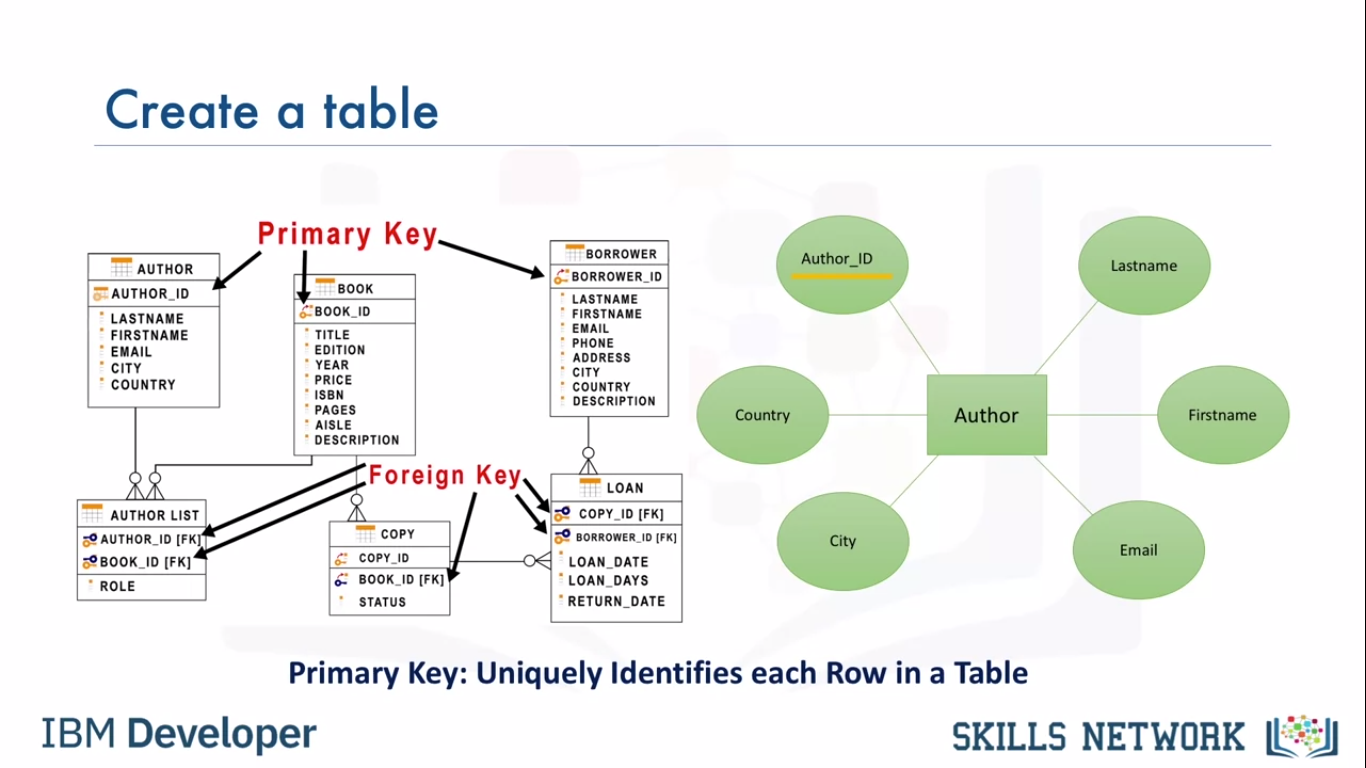 Create a table
Primary Key
AUTHOR
AUTHOR_ID
LASTNAME
FIRSTNAME
EMAIL
CITY
COUNTRY
BOOK
BOOK_ID
TITLE
EDITION
YEAR
PRICE
ISBN
PAGES
AISLE
DESCRIPTION
BORROWER
BORROWER_ID
LASTNAME
FIRSTNAME
EMAIL
PHONE
ADDRESS
CITY
COUNTRY
DESCRIPTION
Foreign Key
AUTHOR LIST
AUTHOR_ID [FK]
BOOK_ID [FK]
ROLE
COPY
COPY_ID
BOOK_ID [FK]
STATUS
LOAN
COPY_ID [FK]
BORROWER_ID [FK]
LOAN_DATE
LOAN_DAYS
RETURN_DATE
Author_ID
Lastname
Country
Author
Firstname
City
Email
Primary Key: Uniquely Identifies each Row in a Table
IBM Developer
SKILLS NETWORK